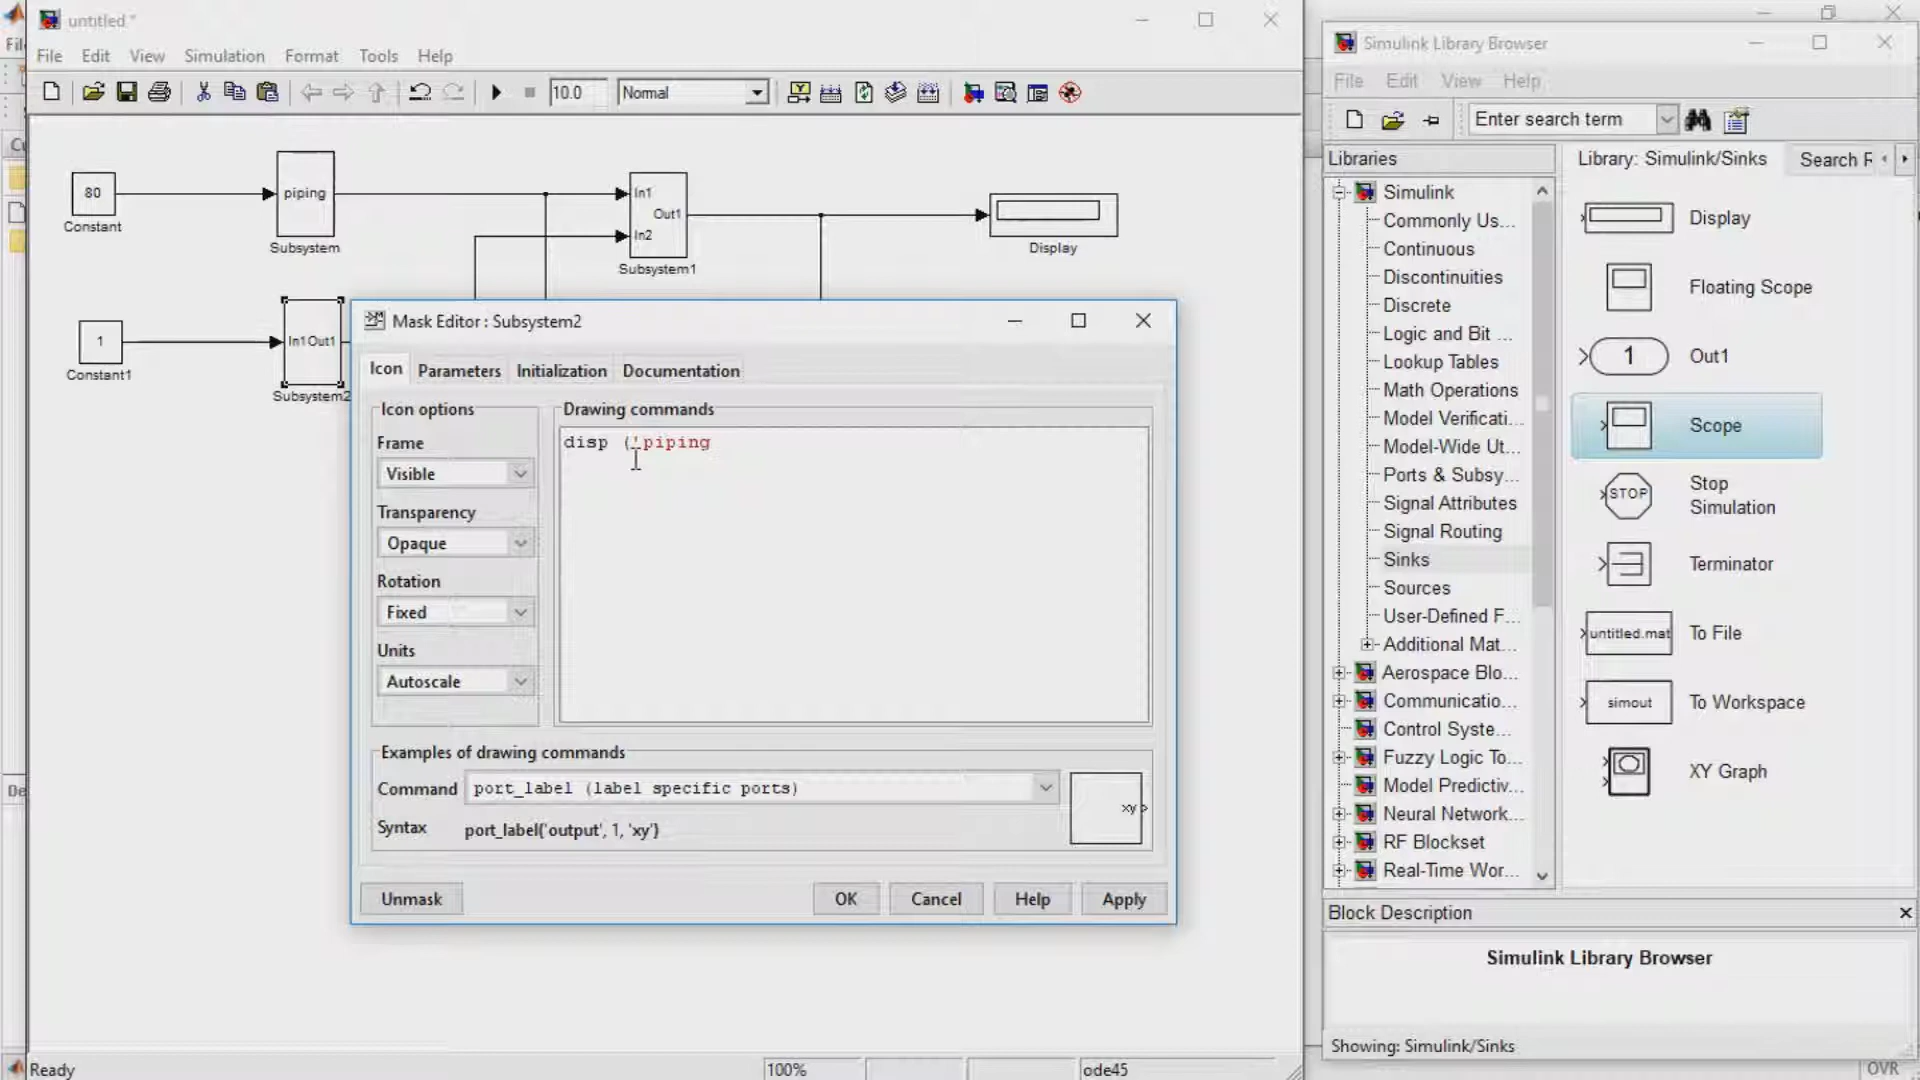 untitled *
File Edit View Simulation Format Tools Help
10.0 Normal
80
Constant
piping
Subsystem
In1
Out1
In2
Subsystem1
Display
1
Constant1
In1 Out1
Subsystem2
Mask Editor : Subsystem2
Icon Parameters Initialization Documentation
Icon options
Frame
Visible
Transparency
Opaque
Rotation
Fixed
Units
Autoscale
Drawing commands
disp ('piping
Examples of drawing commands
Command port_label (label specific ports)
Syntax port_label('output', 1, 'xy')
xy
Unmask OK Cancel Help Apply
Ready 100% ode45
Simulink Library Browser
File Edit View Help
Enter search term
Libraries
Simulink
Commonly Us...
Continuous
Discontinuities
Discrete
Logic and Bit ...
Lookup Tables
Math Operations
Model Verificati...
Model-Wide Ut...
Ports & Subsy...
Signal Attributes
Signal Routing
Sinks
Sources
User-Defined F...
Additional Mat...
Aerospace Blo...
Communicatio...
Control Syste...
Fuzzy Logic To...
Model Predictiv...
Neural Network...
RF Blockset
Real-Time Wor...
Library: Simulink/Sinks Search R
Display
Floating Scope
1 Out1
Scope
STOP Stop
Simulation
Terminator
untitled.mat To File
simout To Workspace
XY Graph
Block Description
Simulink Library Browser
Showing: Simulink/Sinks
OVR